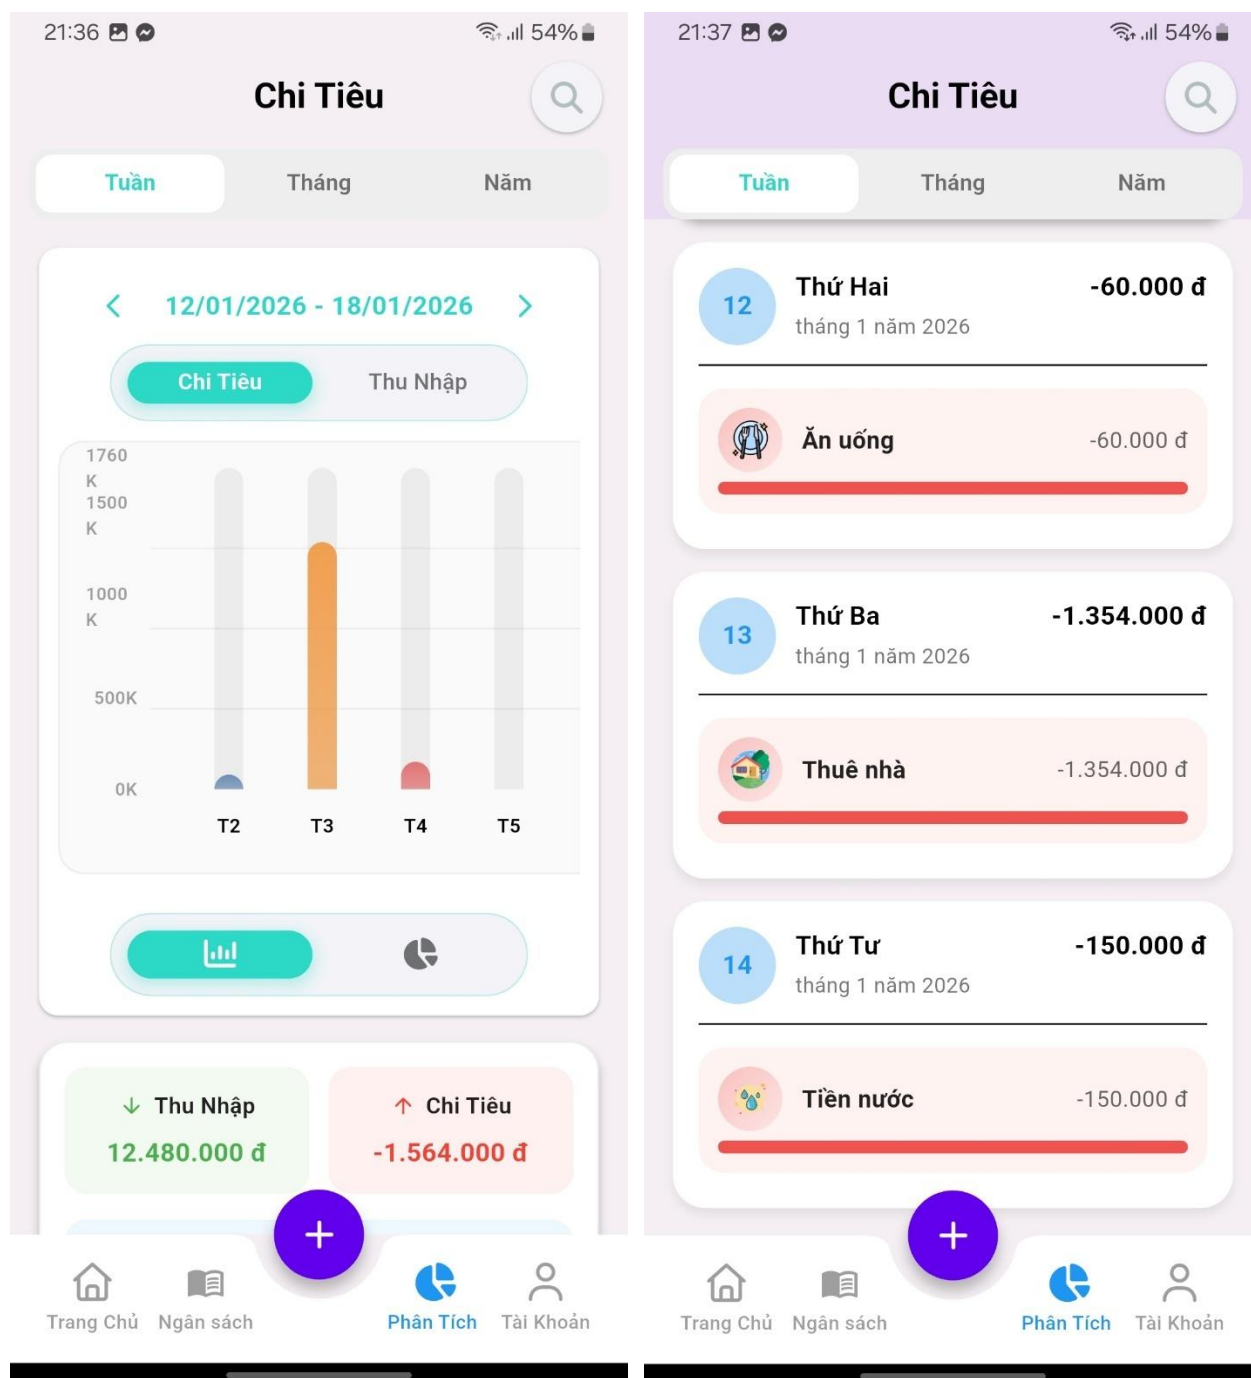 21:36
54%
Chi Tiêu
Tuần Tháng Năm
12/01/2026 - 18/01/2026
Chi Tiêu Thu Nhập
1760
K
1500
K
1000
K
500K
0K
T2 T3 T4 T5
↓ Thu Nhập
12.480.000 đ
↑ Chi Tiêu
-1.564.000 đ
+
Trang Chủ Ngân sách Phân Tích Tài Khoản
21:37
54%
Chi Tiêu
Tuần Tháng Năm
12
Thứ Hai -60.000 đ
tháng 1 năm 2026
Ăn uống -60.000 đ
13
Thứ Ba -1.354.000 đ
tháng 1 năm 2026
Thuê nhà -1.354.000 đ
14
Thứ Tư -150.000 đ
tháng 1 năm 2026
Tiền nước -150.000 đ
+
Trang Chủ Ngân sách Phân Tích Tài Khoản